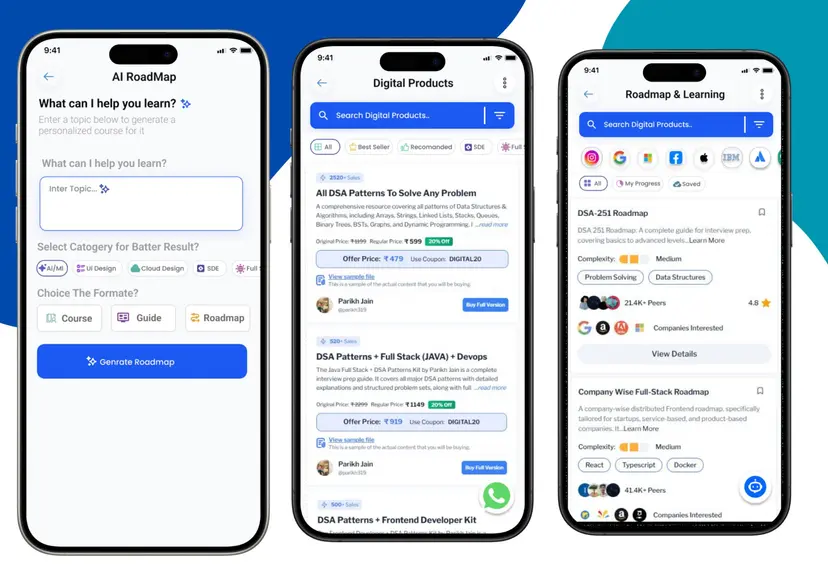 9:41
AI RoadMap
What can I help you learn?
Enter a topic below to generate a
personalized course for it
What can I help you learn?
Inter Topic...
Select Catogery for Batter Result?
AI/Ml
UI Design
Cloud Design
SDE
Full S
Choice The Formate?
Course
Guide
Roadmap
Genrate Roadmap
9:41
Digital Products
Search Digital Products..
All
Best Seller
Recomanded
SDE
Full
2520+ Sales
All DSA Patterns To Solve Any Problem
A comprehensive resource covering all patterns of Data Structures &
Algorithms, including Arrays, Strings, Linked Lists, Stacks, Queues,
Binary Trees, BSTs, Graphs, and Dynamic Programming. I ...read more
Original Price: ₹1199 Regular Price: ₹ 599 20% Off
Offer Price: ₹ 479 Use Coupon: DIGITAL20
View sample file
This is a sample of the actual content that you will be buying.
Parikh Jain
@parikh315
Buy Full Version
520+ Sales
DSA Patterns + Full Stack (JAVA) + Devops
The Java Full Stack + DSA Patterns Kit by Parikh Jain is a complete
interview prep guide. It covers all major DSA patterns with detailed
explanations and structured problem sets, along with full ...read more
Original Price: ₹2299 Regular Price: ₹ 1149 20% Off
Offer Price: ₹ 919 Use Coupon: DIGITAL20
View sample file
This is a sample of the actual content that you will be buying.
Parikh Jain
@parikh315
Buy Full Version
500+ Sales
DSA Patterns + Frontend Developer Kit
9:41
Roadmap & Learning
Search Digital Products..
IBM
All
My Progress
Saved
DSA-251 Roadmap
DSA 251 Roadmap: A complete guide for interview prep,
covering basics to advanced levels...Learn More
Complexity:
Medium
Problem Solving
Data Structures
21.4K+ Peers
4.8
Companies Interested
View Details
Company Wise Full-Stack Roadmap
A company-wise distributed Frontend roadmap, specifically
tailored for startups, service-based, and product-based
companies. It...Learn More
Complexity:
Medium
React
Typescript
Docker
41.4K+ Peers
Companies Interested